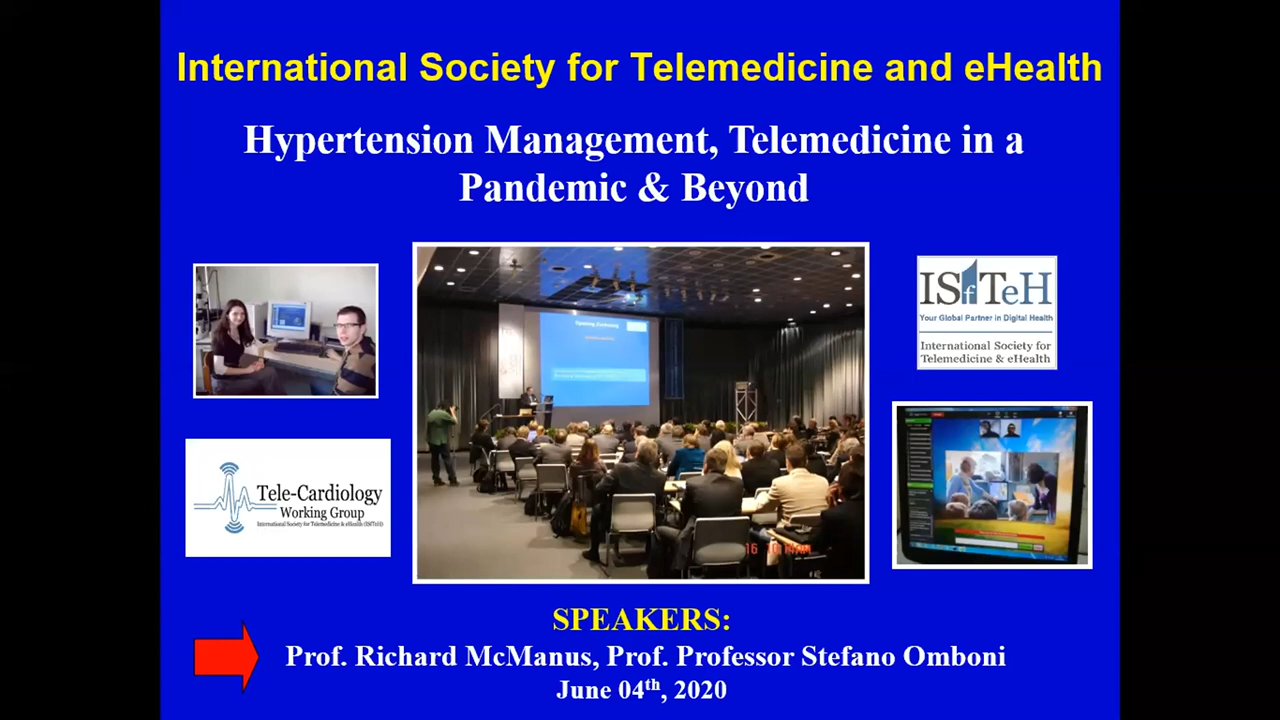 International Society for Telemedicine and eHealth
Hypertension Management, Telemedicine in a
Pandemic & Beyond
ISfTeH
Your Global Partner in Digital Health
International Society for
Telemedicine & eHealth
Tele-Cardiology
Working Group
International Society for Telemedicine & eHealth (ISfTeH)
Opening Ceremony
SPEAKERS:
Prof. Richard McManus, Prof. Professor Stefano Omboni
June 04th, 2020